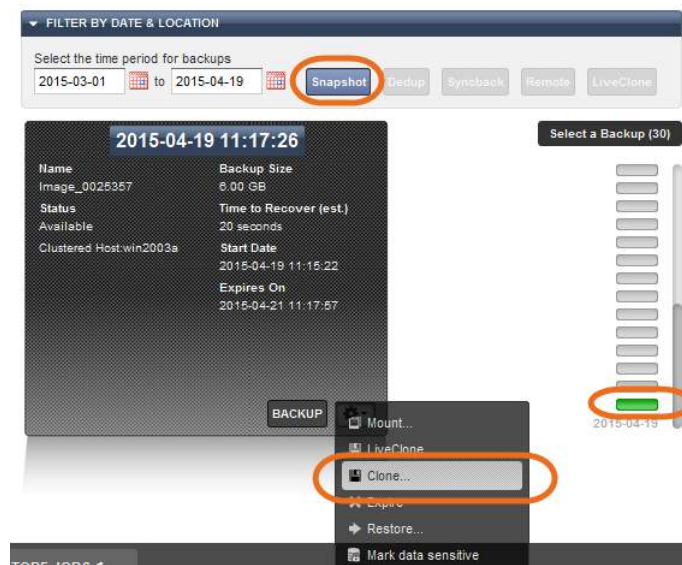 FILTER BY DATE & LOCATION
Select the time period for backups
2015-03-01 to 2015-04-19 Snapshot Dedup Syncback Remote LiveClone
2015-04-19 11:17:26
Select a Backup (30)
Name
Image_0025357
Status
Available
Clustered Host:win2003a
Backup Size
6.00 GB
Time to Recover (est.)
20 seconds
Start Date
2015-04-19 11:15:22
Expires On
2015-04-21 11:17:57
2015-04-19
BACKUP
Mount...
LiveClone
Clone...
Expire
Restore...
Mark data sensitive